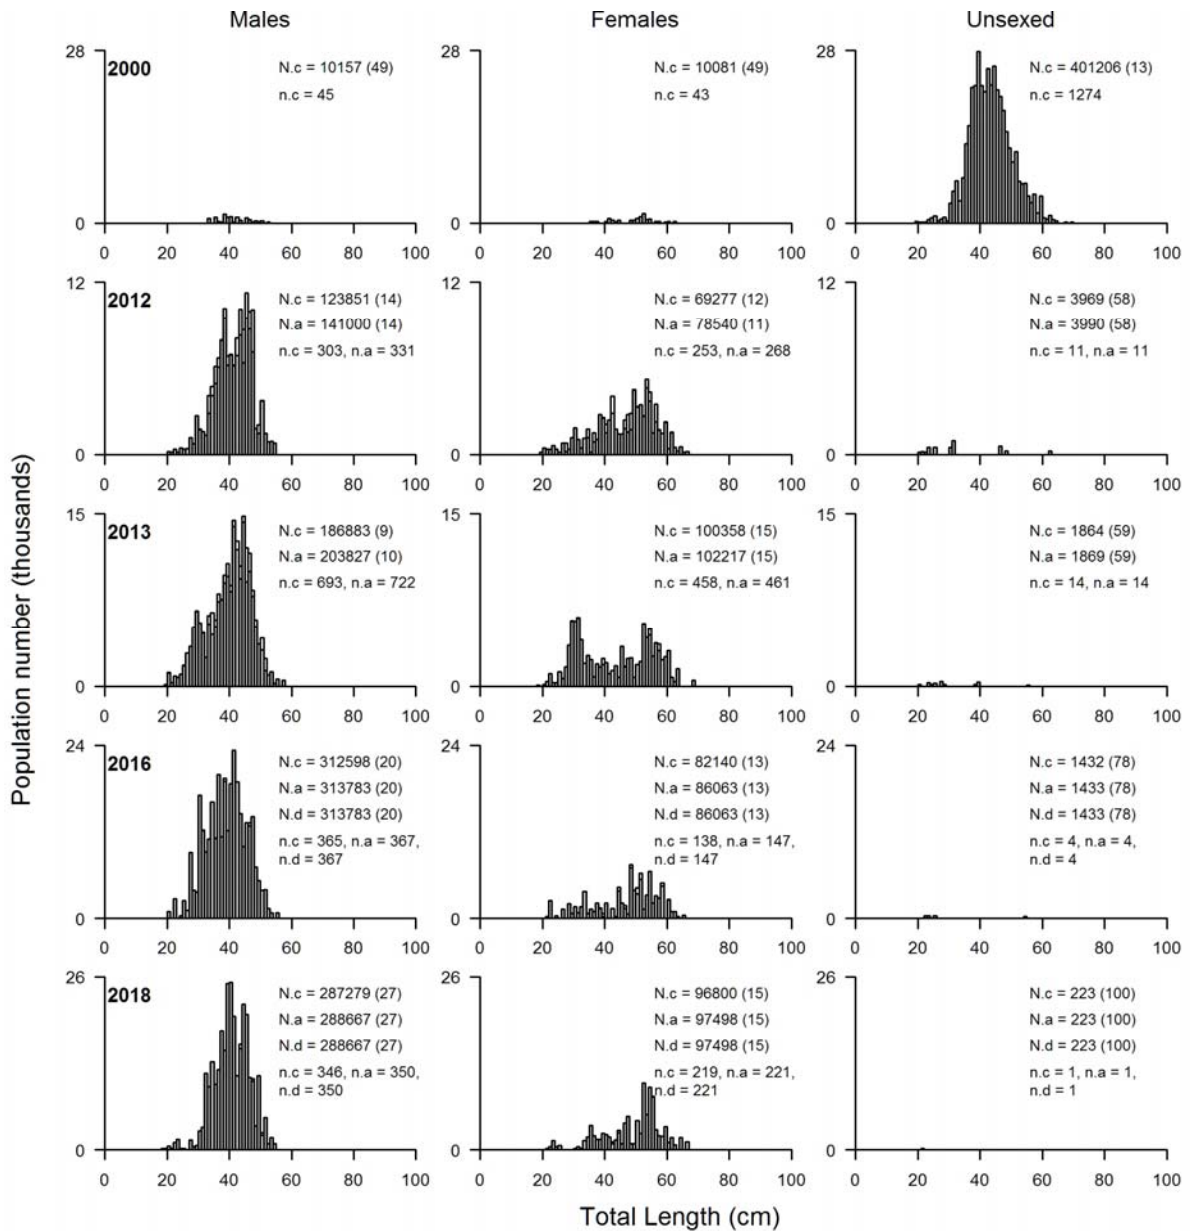 Males
Females
Unsexed
Population number (thousands)
28
2000
N.c = 10157 (49)
n.c = 45
0
0 20 40 60 80 100
28
N.c = 10081 (49)
n.c = 43
0
0 20 40 60 80 100
28
N.c = 401206 (13)
n.c = 1274
0
0 20 40 60 80 100
12
2012
N.c = 123851 (14)
N.a = 141000 (14)
n.c = 303, n.a = 331
0
0 20 40 60 80 100
12
N.c = 69277 (12)
N.a = 78540 (11)
n.c = 253, n.a = 268
0
0 20 40 60 80 100
12
N.c = 3969 (58)
N.a = 3990 (58)
n.c = 11, n.a = 11
0
0 20 40 60 80 100
15
2013
N.c = 186883 (9)
N.a = 203827 (10)
n.c = 693, n.a = 722
0
0 20 40 60 80 100
15
N.c = 100358 (15)
N.a = 102217 (15)
n.c = 458, n.a = 461
0
0 20 40 60 80 100
15
N.c = 1864 (59)
N.a = 1869 (59)
n.c = 14, n.a = 14
0
0 20 40 60 80 100
24
2016
N.c = 312598 (20)
N.a = 313783 (20)
N.d = 313783 (20)
n.c = 365, n.a = 367,
n.d = 367
0
0 20 40 60 80 100
24
N.c = 82140 (13)
N.a = 86063 (13)
N.d = 86063 (13)
n.c = 138, n.a = 147,
n.d = 147
0
0 20 40 60 80 100
24
N.c = 1432 (78)
N.a = 1433 (78)
N.d = 1433 (78)
n.c = 4, n.a = 4,
n.d = 4
0
0 20 40 60 80 100
26
2018
N.c = 287279 (27)
N.a = 288667 (27)
N.d = 288667 (27)
n.c = 346, n.a = 350,
n.d = 350
0
0 20 40 60 80 100
26
N.c = 96800 (15)
N.a = 97498 (15)
N.d = 97498 (15)
n.c = 219, n.a = 221,
n.d = 221
0
0 20 40 60 80 100
26
N.c = 223 (100)
N.a = 223 (100)
N.d = 223 (100)
n.c = 1, n.a = 1,
n.d = 1
0
0 20 40 60 80 100
Total Length (cm)